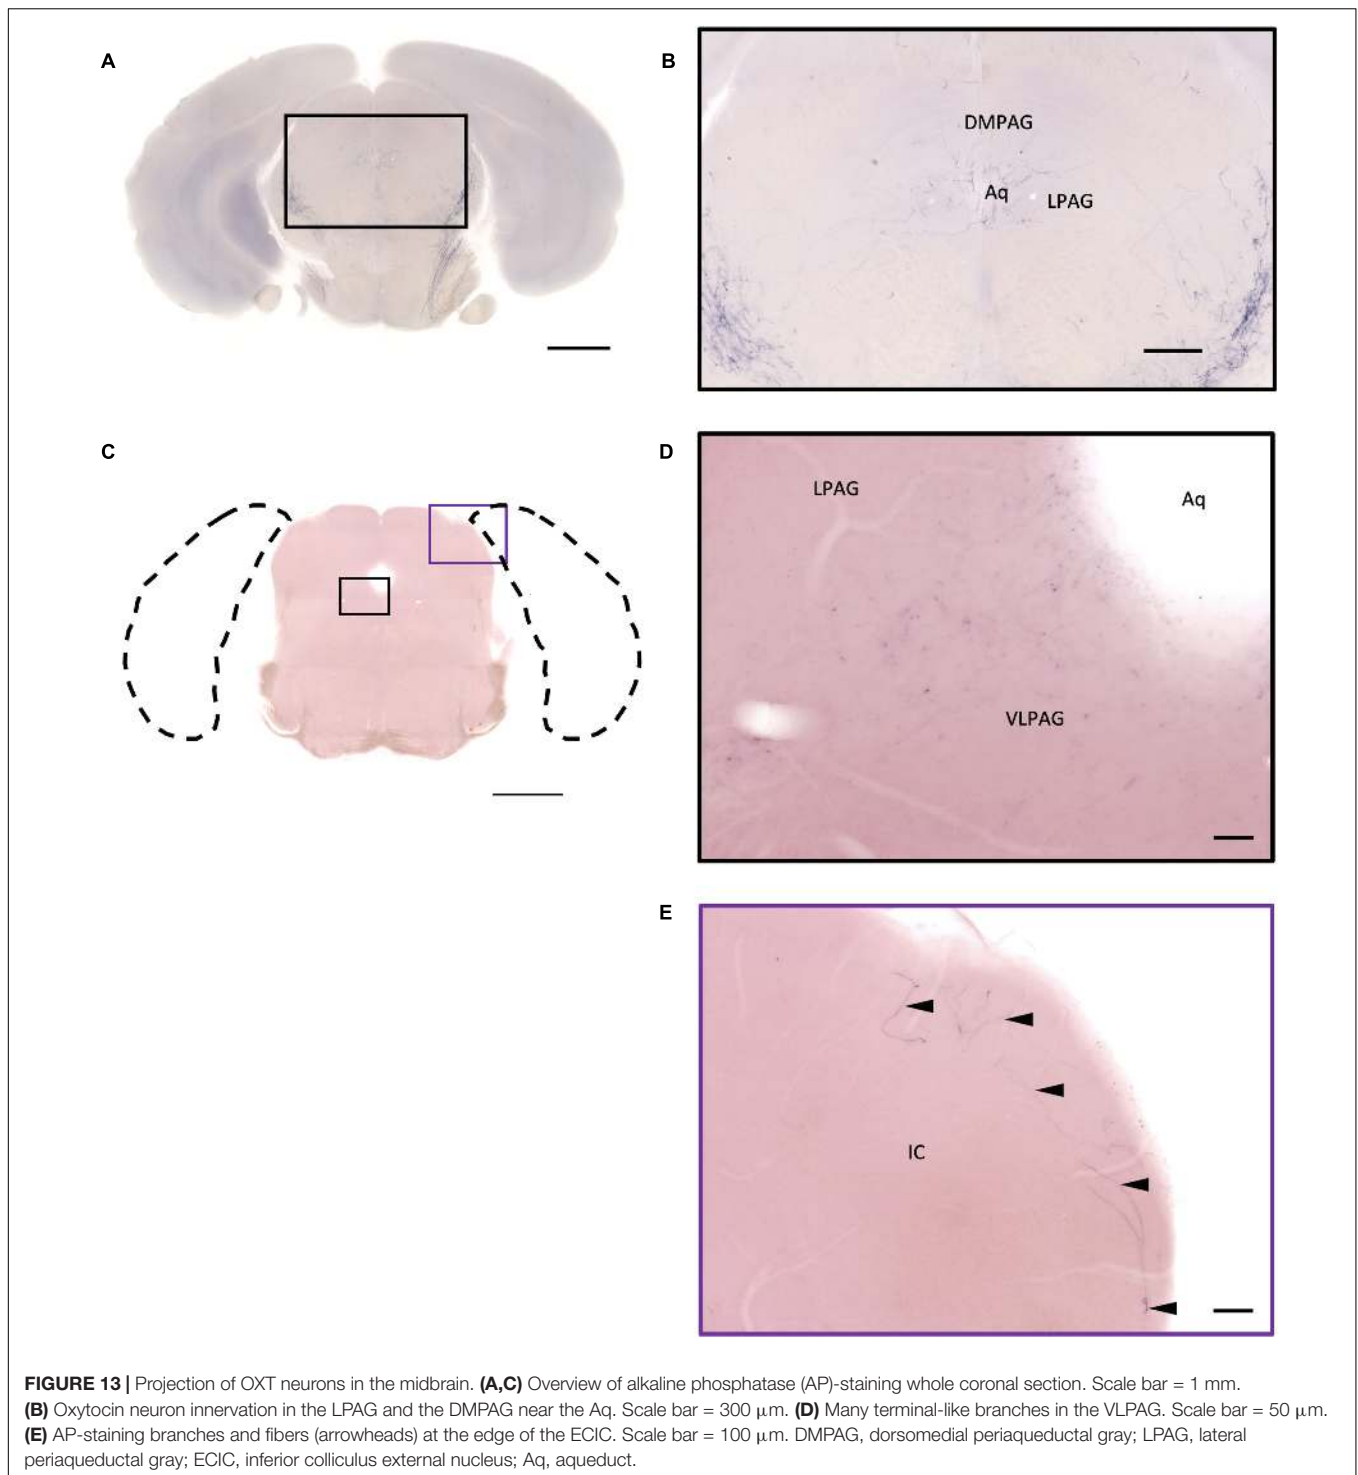 A
B
DMPAG
Aq
LPAG
C
D
LPAG
Aq
VLPAG
E
IC
FIGURE 13 | Projection of OXT neurons in the midbrain. (A,C) Overview of alkaline phosphatase (AP)-staining whole coronal section. Scale bar = 1 mm.
(B) Oxytocin neuron innervation in the LPAG and the DMPAG near the Aq. Scale bar = 300 μm. (D) Many terminal-like branches in the VLPAG. Scale bar = 50 μm.
(E) AP-staining branches and fibers (arrowheads) at the edge of the ECIC. Scale bar = 100 μm. DMPAG, dorsomedial periaqueductal gray; LPAG, lateral
periaqueductal gray; ECIC, inferior colliculus external nucleus; Aq, aqueduct.